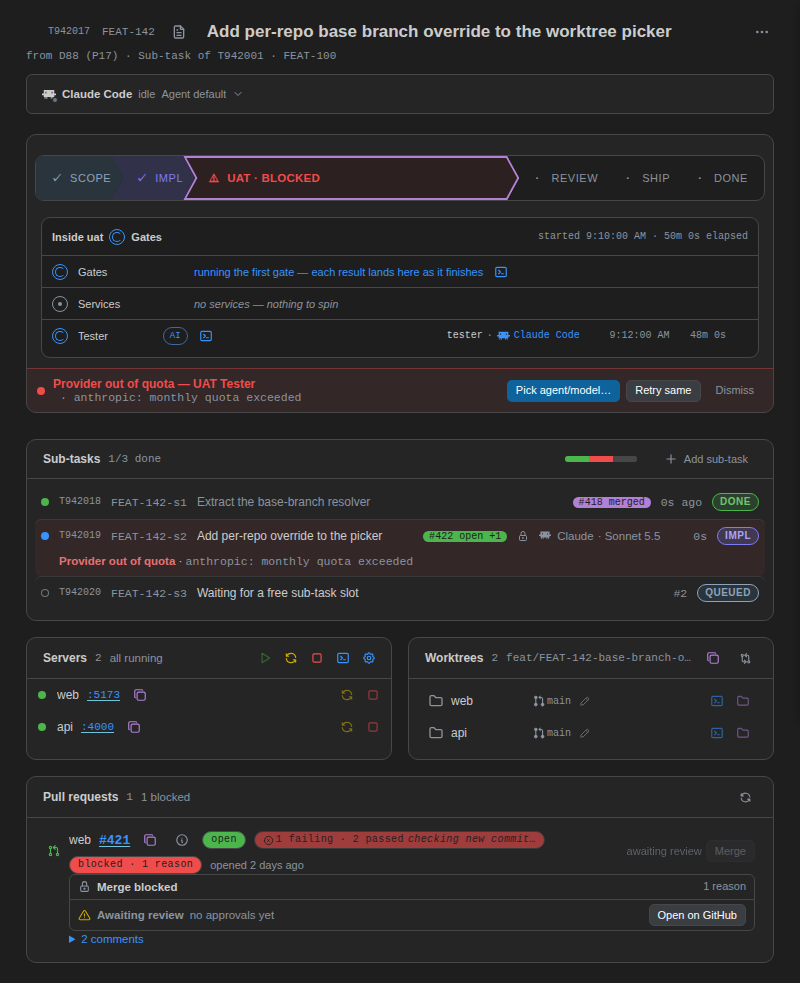 T942017 FEAT-142 Add per-repo base branch override to the worktree picker
from D88 (P17) · Sub-task of T942001 · FEAT-100
Claude Code idle Agent default
SCOPE IMPL UAT · BLOCKED REVIEW SHIP DONE
Inside uat Gates started 9:10:00 AM · 50m 0s elapsed
Gates running the first gate — each result lands here as it finishes
Services no services — nothing to spin
Tester AI tester · Claude Code 9:12:00 AM 48m 0s
Provider out of quota — UAT Tester
· anthropic: monthly quota exceeded
Pick agent/model… Retry same Dismiss
Sub-tasks 1/3 done Add sub-task
T942018 FEAT-142-s1 Extract the base-branch resolver #418 merged 0s ago DONE
T942019 FEAT-142-s2 Add per-repo override to the picker #422 open +1 Claude · Sonnet 5.5 0s IMPL
Provider out of quota · anthropic: monthly quota exceeded
T942020 FEAT-142-s3 Waiting for a free sub-task slot #2 QUEUED
Servers 2 all running
web :5173
api :4000
Worktrees 2 feat/FEAT-142-base-branch-o…
web main
api main
Pull requests 1 1 blocked
web #421 open 1 failing · 2 passed checking new commit…
blocked · 1 reason opened 2 days ago
awaiting review Merge
Merge blocked 1 reason
Awaiting review no approvals yet Open on GitHub
2 comments